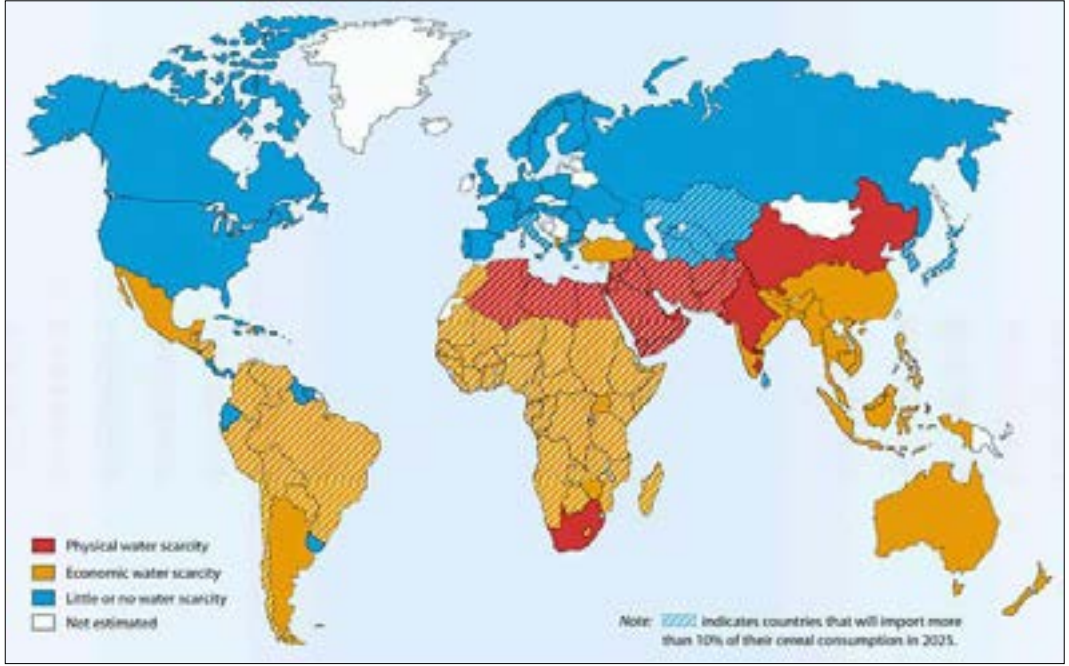 Physical water scarcity
Economic water scarcity
Little or no water scarcity
Not estimated
Note: indicates countries that will import more
than 10% of their cereal consumption in 2025.